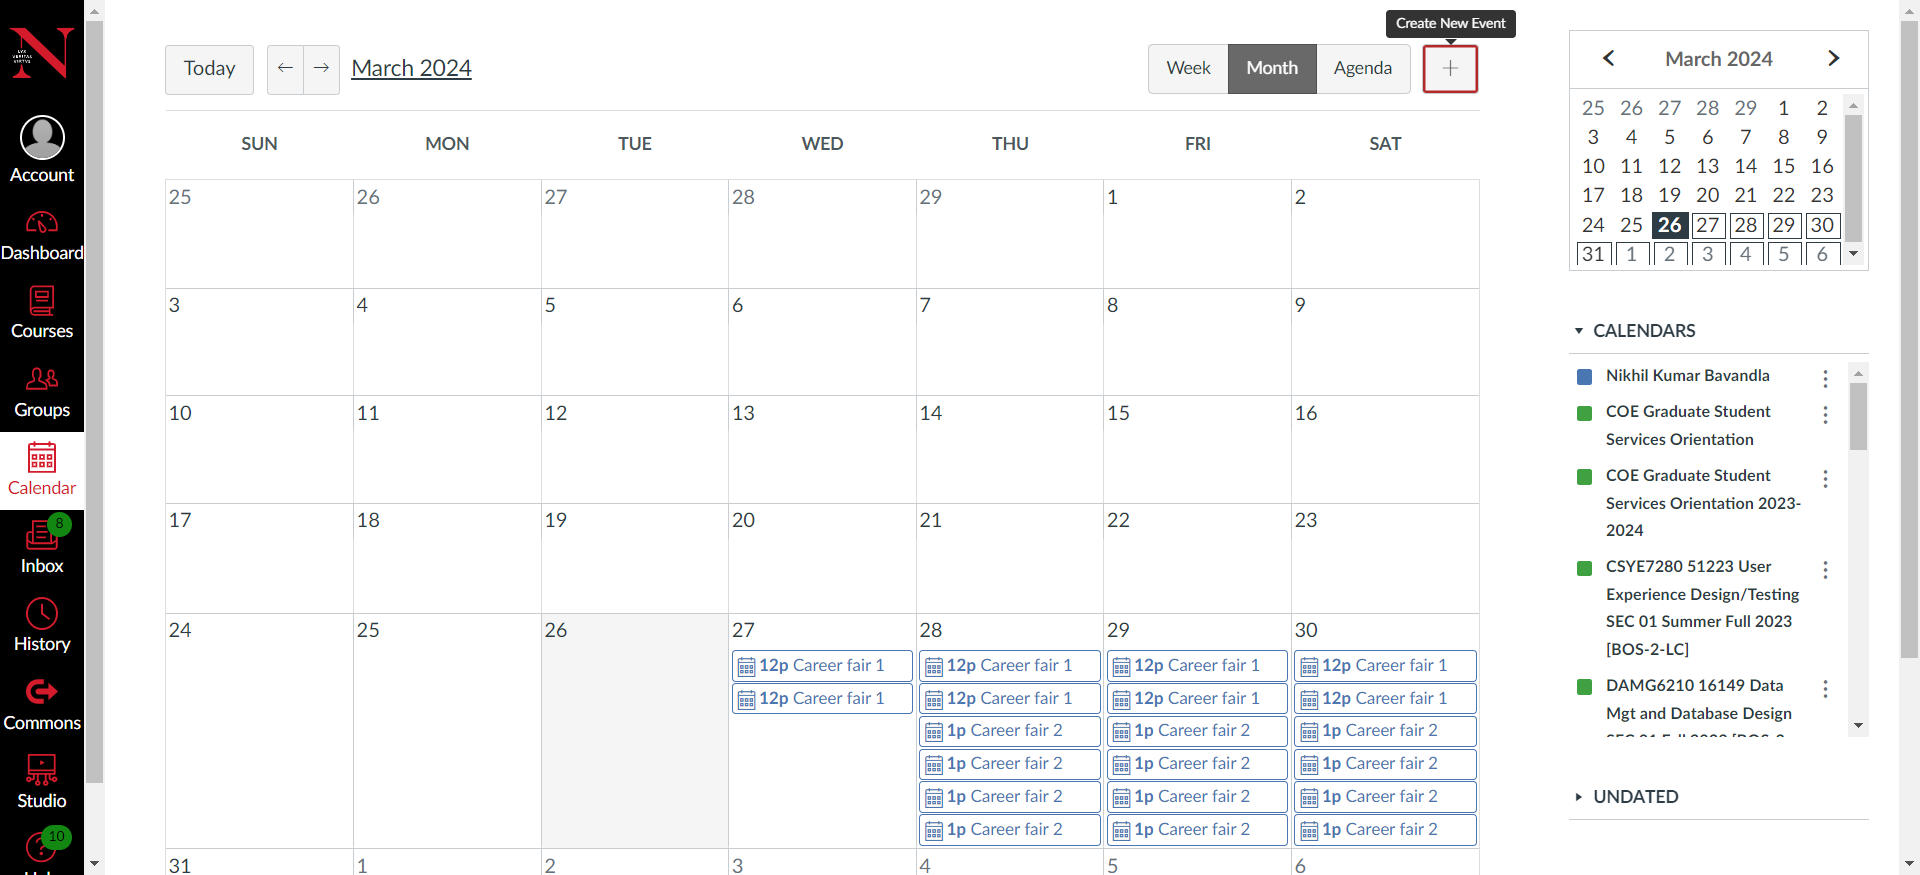 Create New Event
Today
March 2024
Week
Month
Agenda
SUN MON TUE WED THU FRI SAT
25 26 27 28 29 1 2
3 4 5 6 7 8 9
10 11 12 13 14 15 16
17 18 19 20 21 22 23
24 25 26 27 28 29 30
12p Career fair 1 12p Career fair 1 12p Career fair 1 12p Career fair 1
12p Career fair 1 12p Career fair 1 12p Career fair 1 12p Career fair 1
1p Career fair 2 1p Career fair 2 1p Career fair 2
1p Career fair 2 1p Career fair 2 1p Career fair 2
1p Career fair 2 1p Career fair 2 1p Career fair 2
1p Career fair 2 1p Career fair 2 1p Career fair 2
31 1 2 3 4 5 6
N
LVX
VERITAS
VIRTVS
Account
Dashboard
Courses
Groups
Calendar
8
Inbox
History
Commons
Studio
10
March 2024
25 26 27 28 29 1 2
3 4 5 6 7 8 9
10 11 12 13 14 15 16
17 18 19 20 21 22 23
24 25 26 27 28 29 30
31 1 2 3 4 5 6
CALENDARS
Nikhil Kumar Bavandla
COE Graduate Student
Services Orientation
COE Graduate Student
Services Orientation 2023-
2024
CSYE7280 51223 User
Experience Design/Testing
SEC 01 Summer Full 2023
[BOS-2-LC]
DAMG6210 16149 Data
Mgt and Database Design
UNDATED